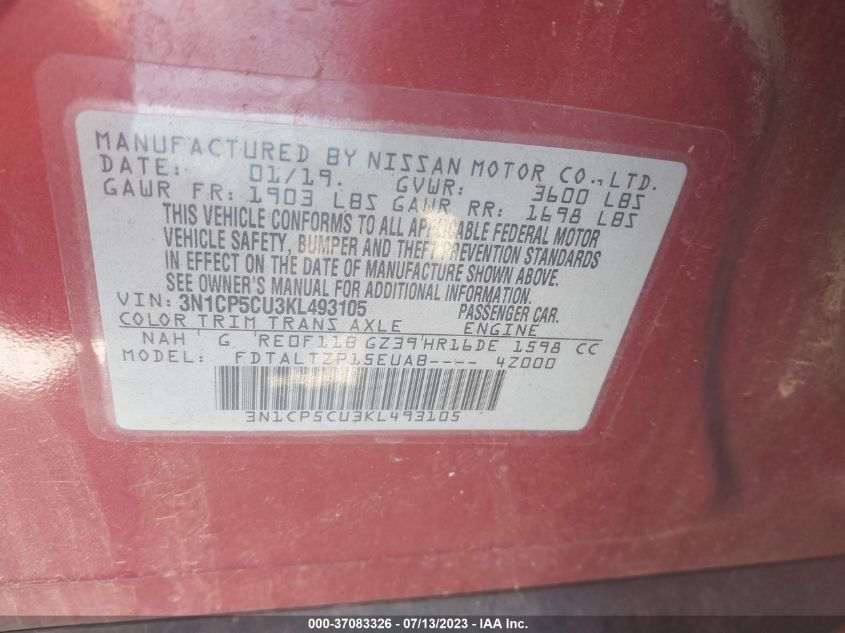 MANUFACTURED BY NISSAN MOTOR CO., LTD.
DATE: 01/19. GVWR: 3600 LBS
GAWR FR: 1903 LBS GAWR RR: 1698 LBS
THIS VEHICLE CONFORMS TO ALL APPLICABLE FEDERAL MOTOR
VEHICLE SAFETY, BUMPER AND THEFT PREVENTION STANDARDS
IN EFFECT ON THE DATE OF MANUFACTURE SHOWN ABOVE.
SEE OWNER'S MANUAL FOR ADDITIONAL INFORMATION
VIN: 3N1CP5CU3KL493105 PASSENGER CAR
COLOR TRIM TRANS AXLE ENGINE
NAH ' G ' RE0F11B GZ39'HR16DE 1598 CC
MODEL: FDTALTZP15EUAB---- 4Z000
3N1CP5CU3KL493105
000-37083326 / 07/13/2023 / © IAA Inc.